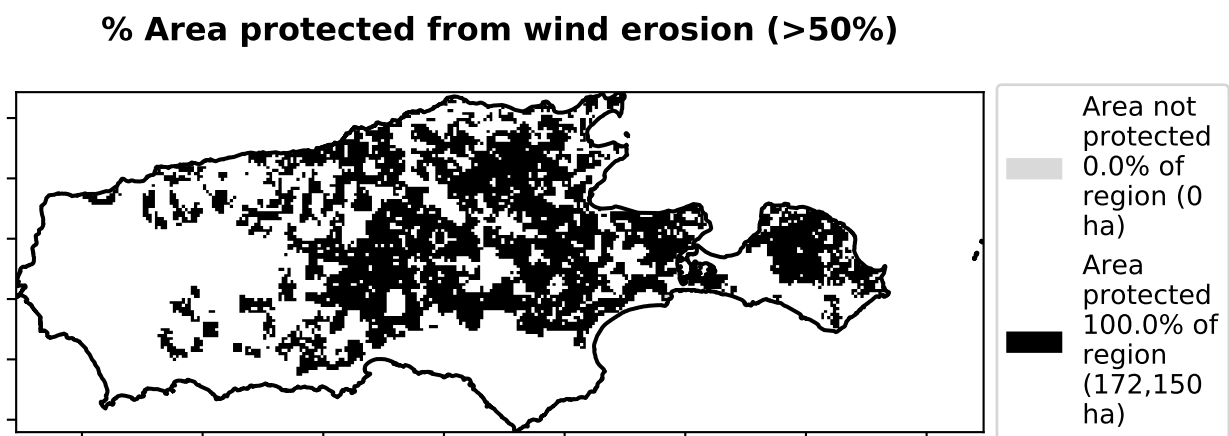 % Area protected from wind erosion (>50%)
Area not
protected
0.0% of
region (0
ha)
Area
protected
100.0% of
region
(172,150
ha)